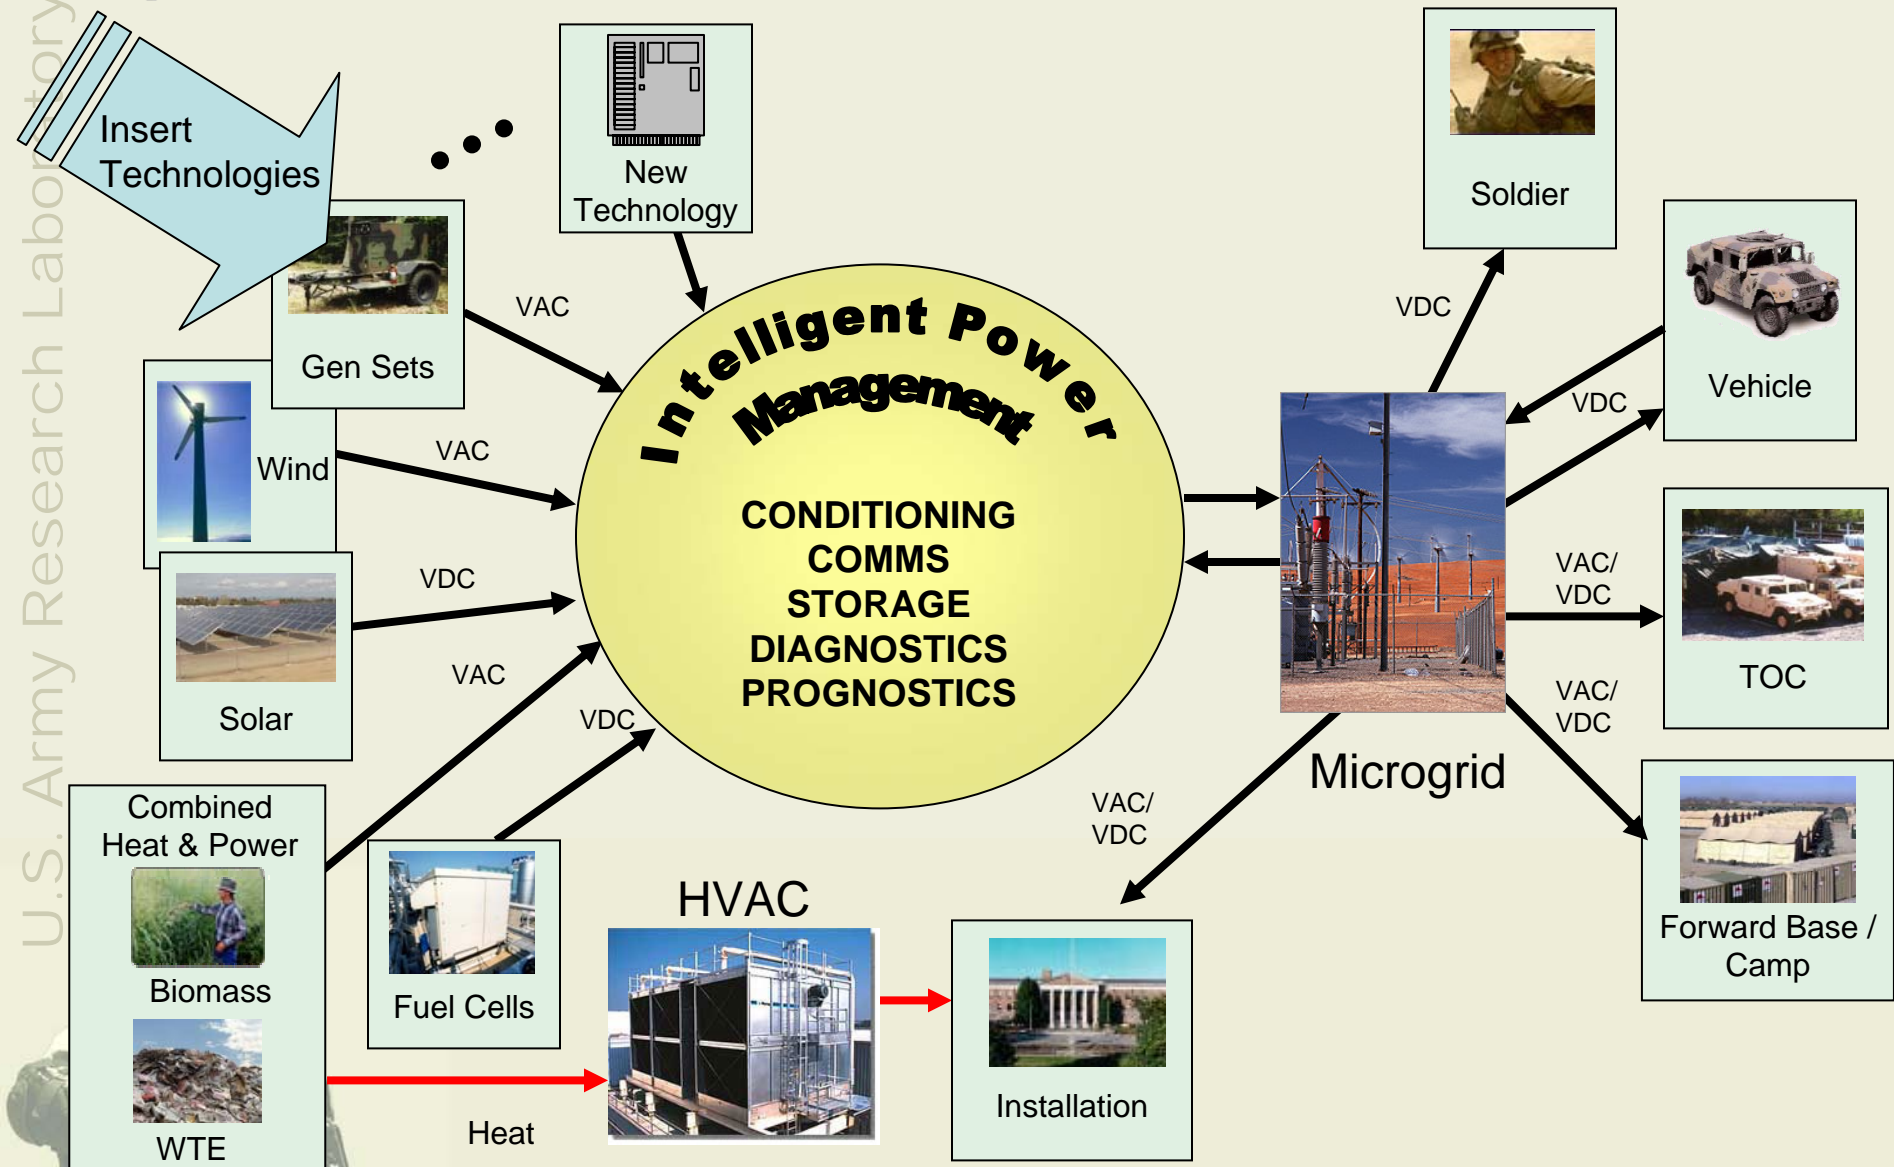 U.S. Army Research Laboratory
Insert
Technologies
New
Technology
Soldier
Gen Sets
VAC
VDC
Vehicle
VDC
Intelligent Power
Management
Wind
VAC
CONDITIONING
COMMS
STORAGE
DIAGNOSTICS
PROGNOSTICS
VAC/
VDC
TOC
Solar
VDC
VAC
VDC
VAC/
VDC
Microgrid
VAC/
VDC
Combined
Heat & Power
Biomass
WTE
Fuel Cells
HVAC
Heat
Installation
Forward Base /
Camp